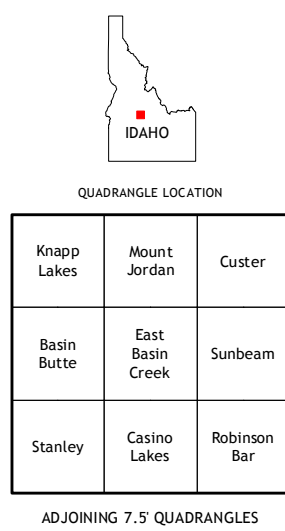 IDAHO
QUADRANGLE LOCATION
Knapp
Lakes
Mount
Jordan
Custer
Basin
Butte
East
Basin
Creek
Sunbeam
Stanley
Casino
Lakes
Robinson
Bar
ADJOINING 7.5' QUADRANGLES